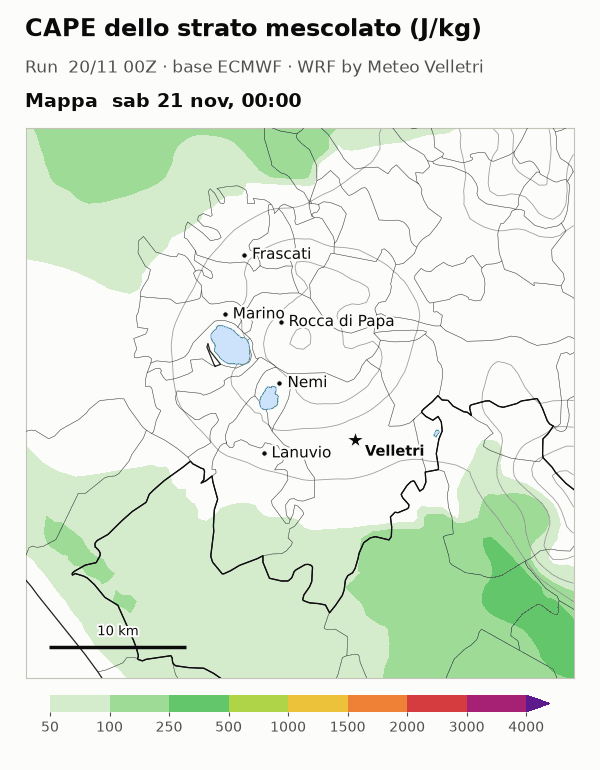 CAPE dello strato mescolato (J/kg)
Run  20/11 00Z · base ECMWF · WRF by Meteo Velletri
Mappa  sab 21 nov, 00:00
Frascati
Marino
Rocca di Papa
Nemi
Velletri
Lanuvio
10 km
50 100 250 500 1000 1500 2000 3000 4000